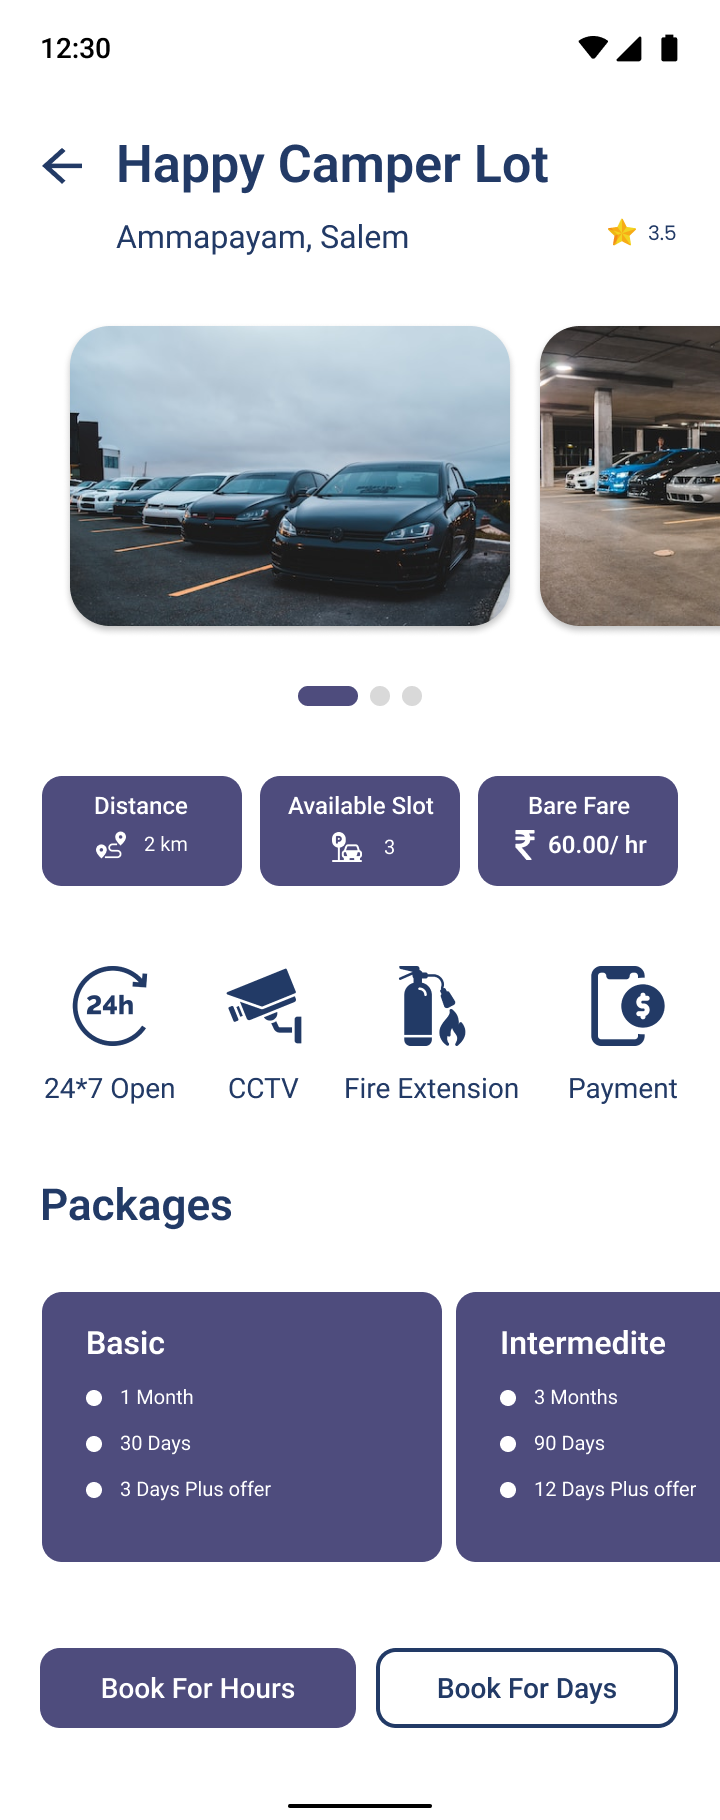 12:30
Happy Camper Lot
Ammapayam, Salem
3.5
Distance
2 km
Available Slot
P
3
Bare Fare
₹ 60.00/ hr
24h
$
24*7 Open
CCTV
Fire Extension
Payment
Packages
Basic
1 Month
30 Days
3 Days Plus offer
Intermedite
3 Months
90 Days
12 Days Plus offer
Book For Hours
Book For Days